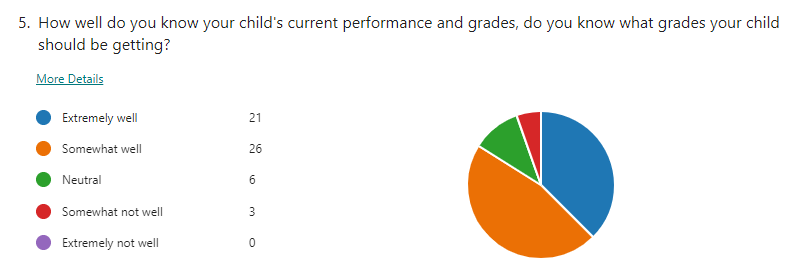 5. How well do you know your child's current performance and grades, do you know what grades your child
should be getting?
More Details
Extremely well 21
Somewhat well 26
Neutral 6
Somewhat not well 3
Extremely not well 0